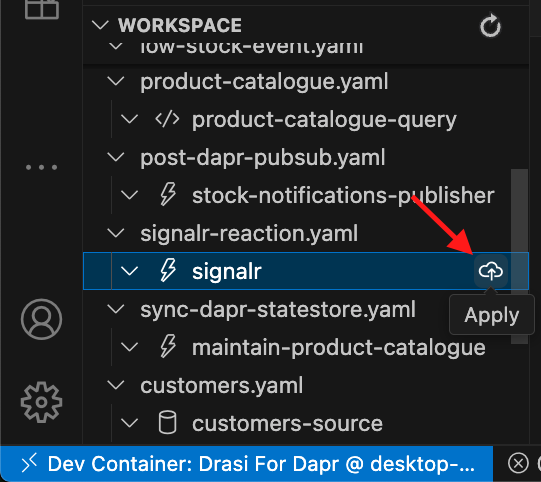 WORKSPACE
low-stock-event.yaml
product-catalogue.yaml
product-catalogue-query
post-dapr-pubsub.yaml
stock-notifications-publisher
signalr-reaction.yaml
signalr
Apply
sync-dapr-statestore.yaml
maintain-product-catalogue
customers.yaml
customers-source
Dev Container: Drasi For Dapr @ desktop-...